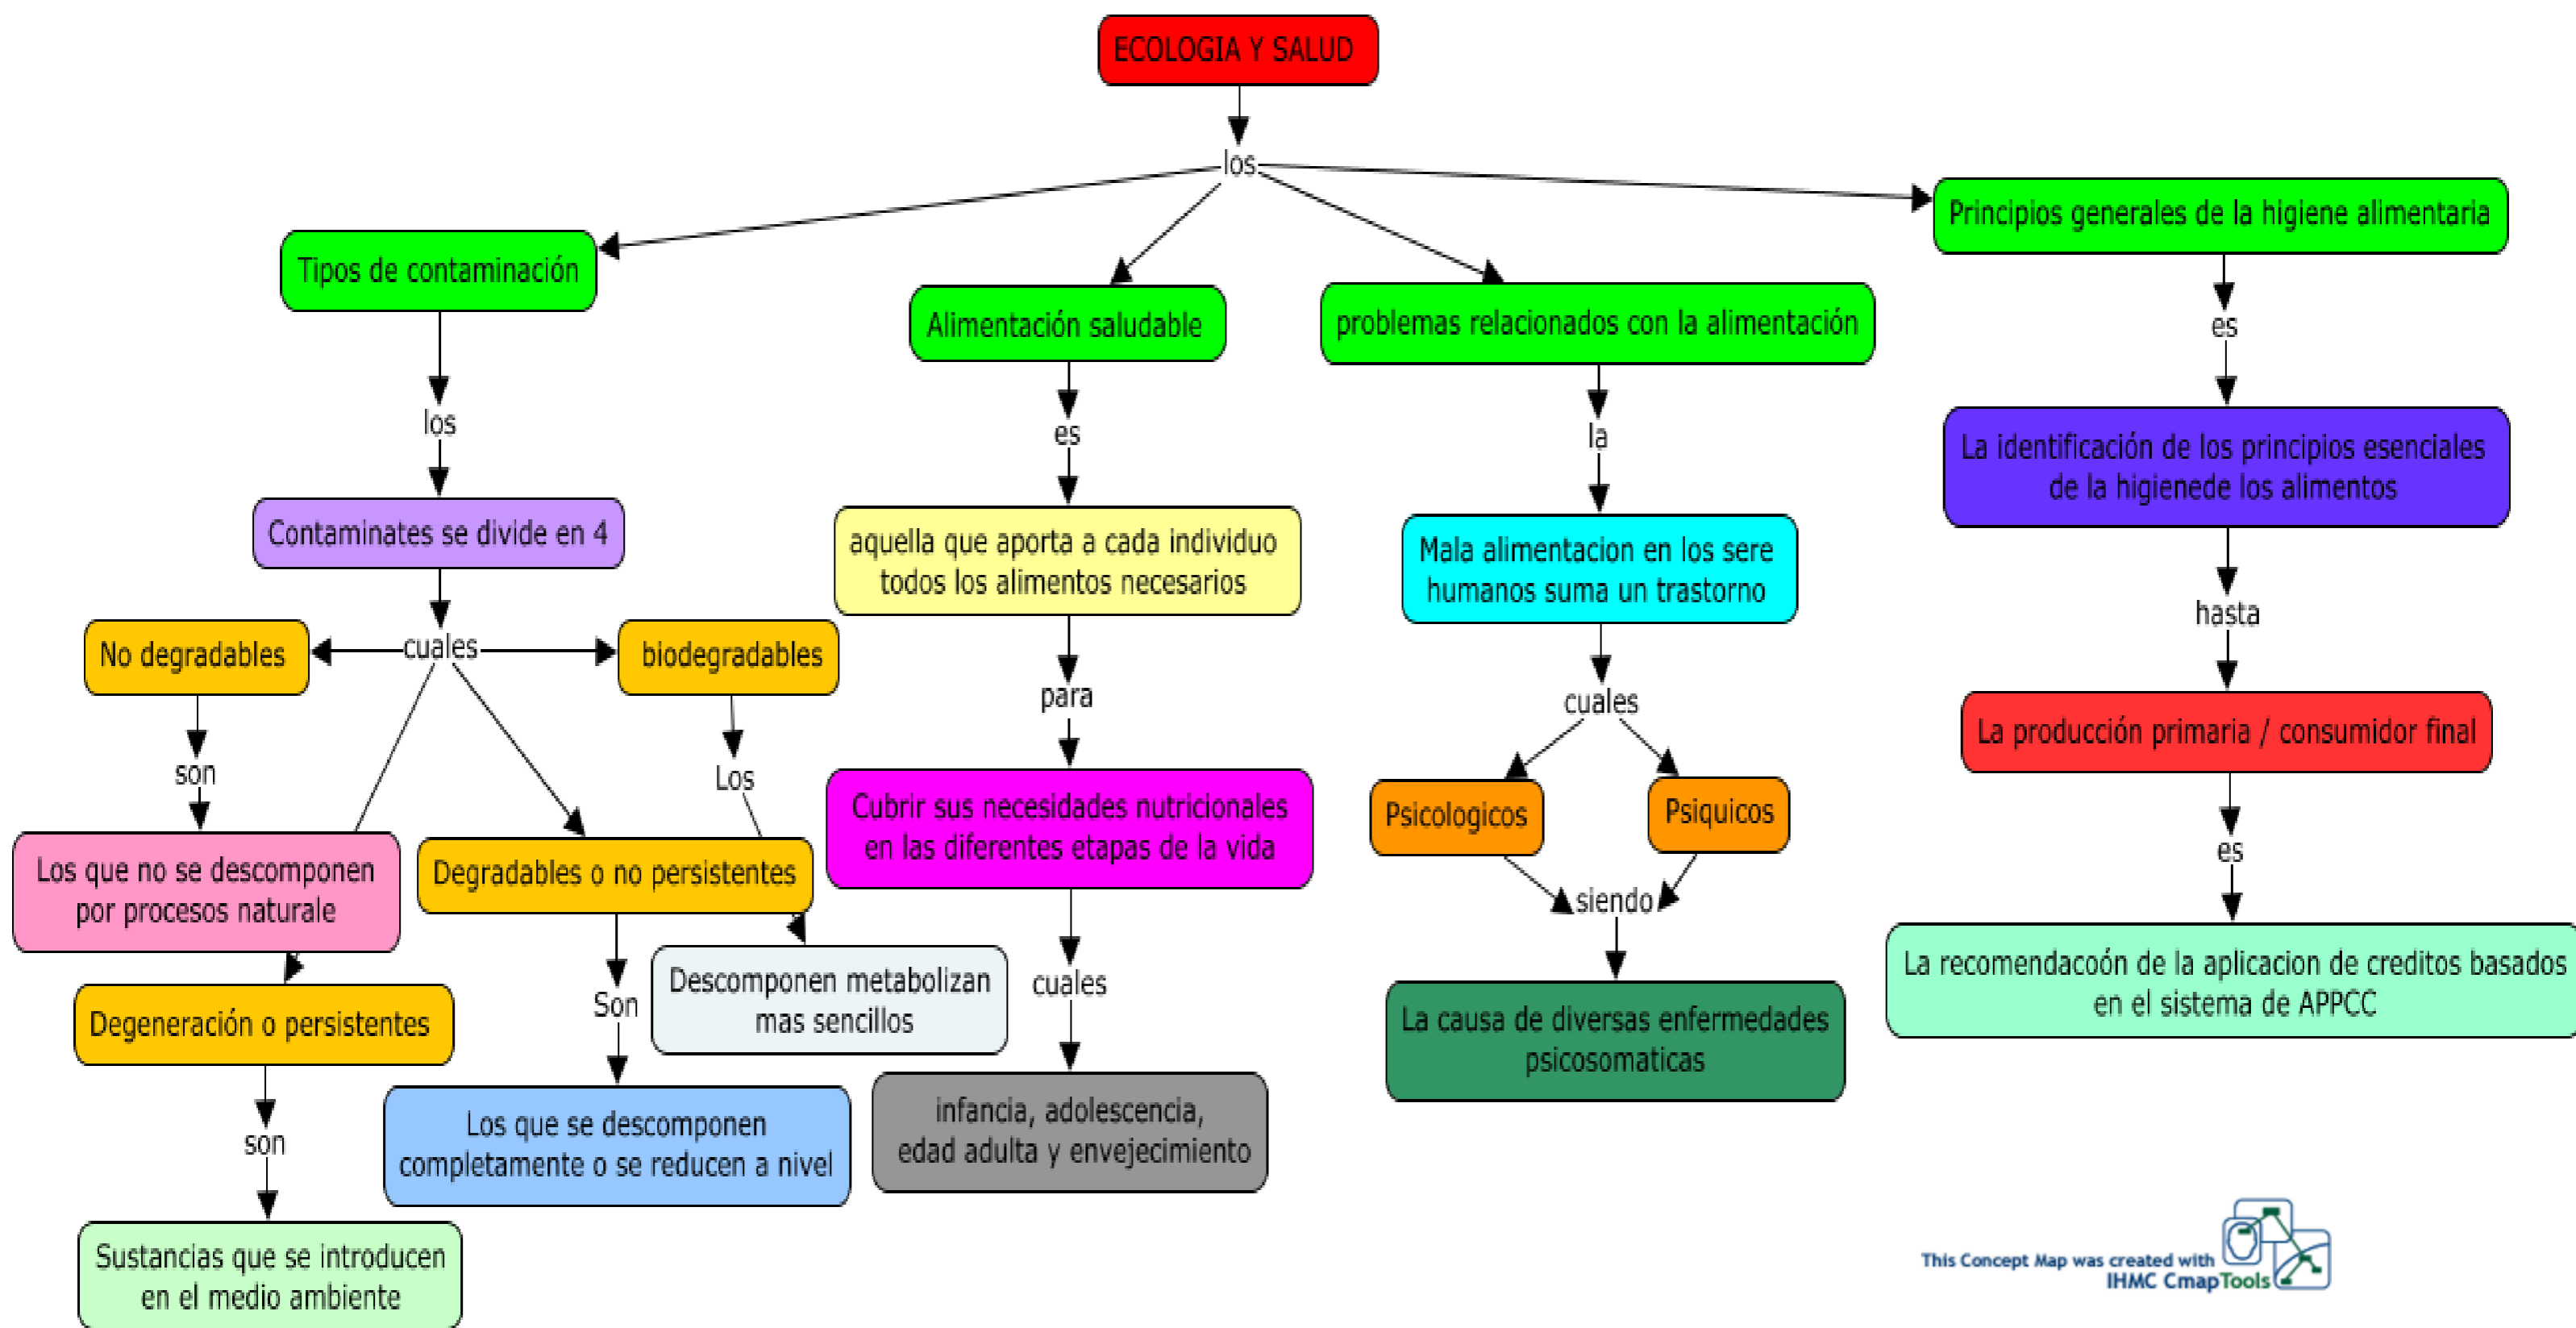 ECOLOGIA Y SALUD
los
Tipos de contaminación
los
Contaminates se divide en 4
cuales
No degradables
son
Los que no se descomponen
por procesos naturale
Degeneración o persistentes
son
Sustancias que se introducen
en el medio ambiente
Degradables o no persistentes
Son
Los que se descomponen
completamente o se reducen a nivel
biodegradables
Los
Descomponen metabolizan
mas sencillos
Alimentación saludable
es
aquella que aporta a cada individuo
todos los alimentos necesarios
para
Cubrir sus necesidades nutricionales
en las diferentes etapas de la vida
cuales
infancia, adolescencia,
edad adulta y envejecimiento
problemas relacionados con la alimentación
la
Mala alimentacion en los sere
humanos suma un trastorno
cuales
Psicologicos
Psiquicos
siendo
La causa de diversas enfermedades
psicosomaticas
Principios generales de la higiene alimentaria
es
La identificación de los principios esenciales
de la higienede los alimentos
hasta
La producción primaria / consumidor final
es
La recomendacoón de la aplicacion de creditos basados
en el sistema de APPCC
This Concept Map was created with
IHMC CmapTools